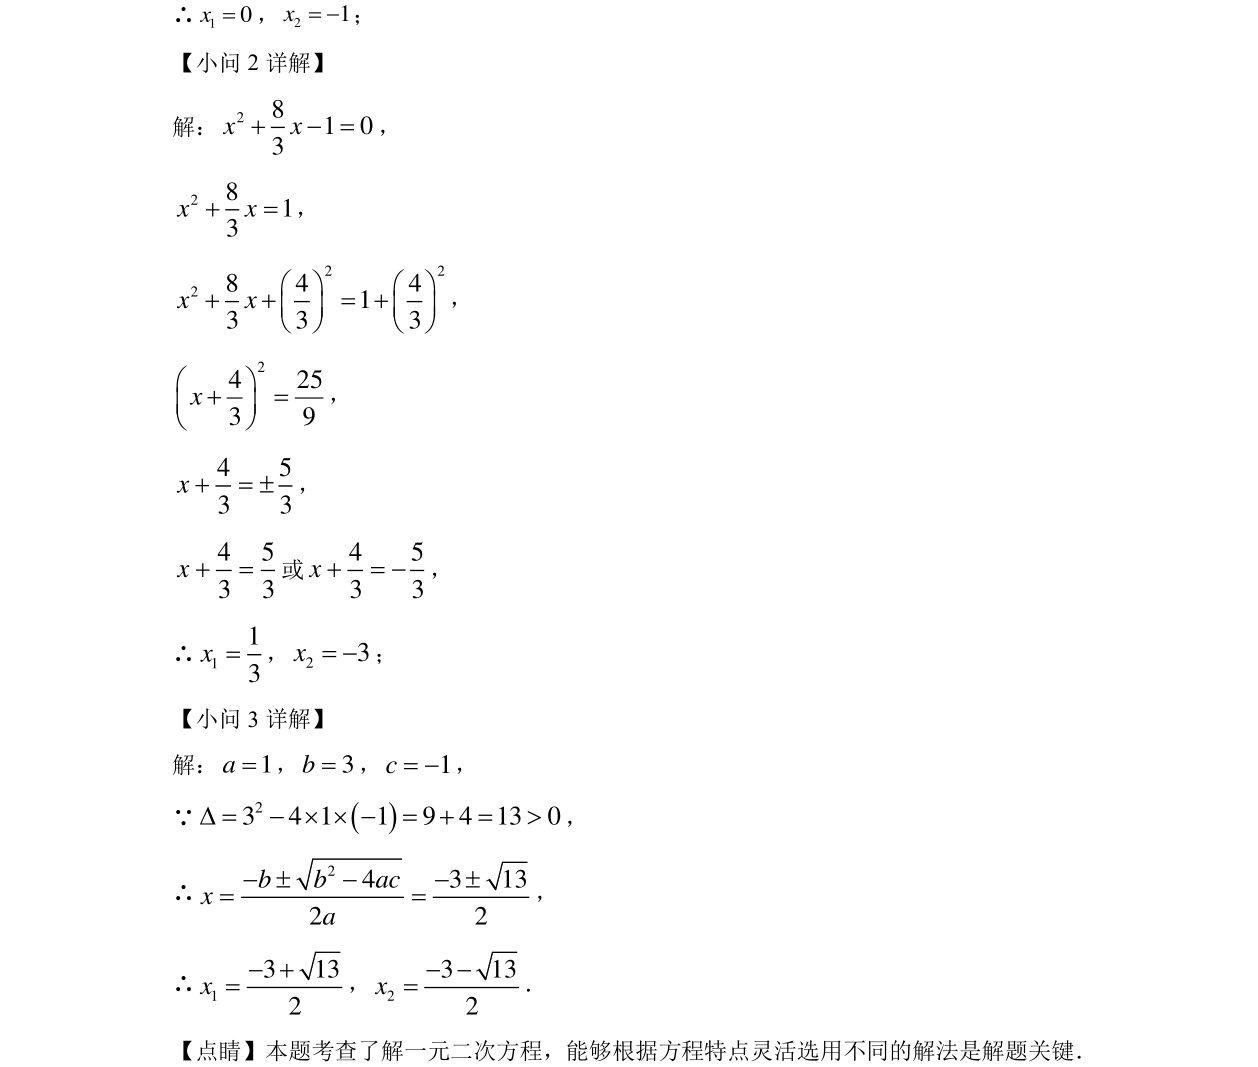 ∴ x₁ = 0，x₂ = −1；
【小问 2 详解】
解：x² + 8/3 x − 1 = 0，
x² + 8/3 x = 1，
x² + 8/3 x + (4/3)² = 1 + (4/3)²，
(x + 4/3)² = 25/9，
x + 4/3 = ± 5/3，
x + 4/3 = 5/3 或 x + 4/3 = − 5/3，
∴ x₁ = 1/3，x₂ = −3；
【小问 3 详解】
解：a = 1，b = 3，c = −1，
∵ Δ = 3² − 4×1×(−1) = 9 + 4 = 13 > 0，
∴ x = (−b ± √(b² − 4ac))/(2a) = (−3 ± √13)/2，
∴ x₁ = (−3 + √13)/2，x₂ = (−3 − √13)/2．
【点睛】本题考查了解一元二次方程，能够根据方程特点灵活选用不同的解法是解题关键．